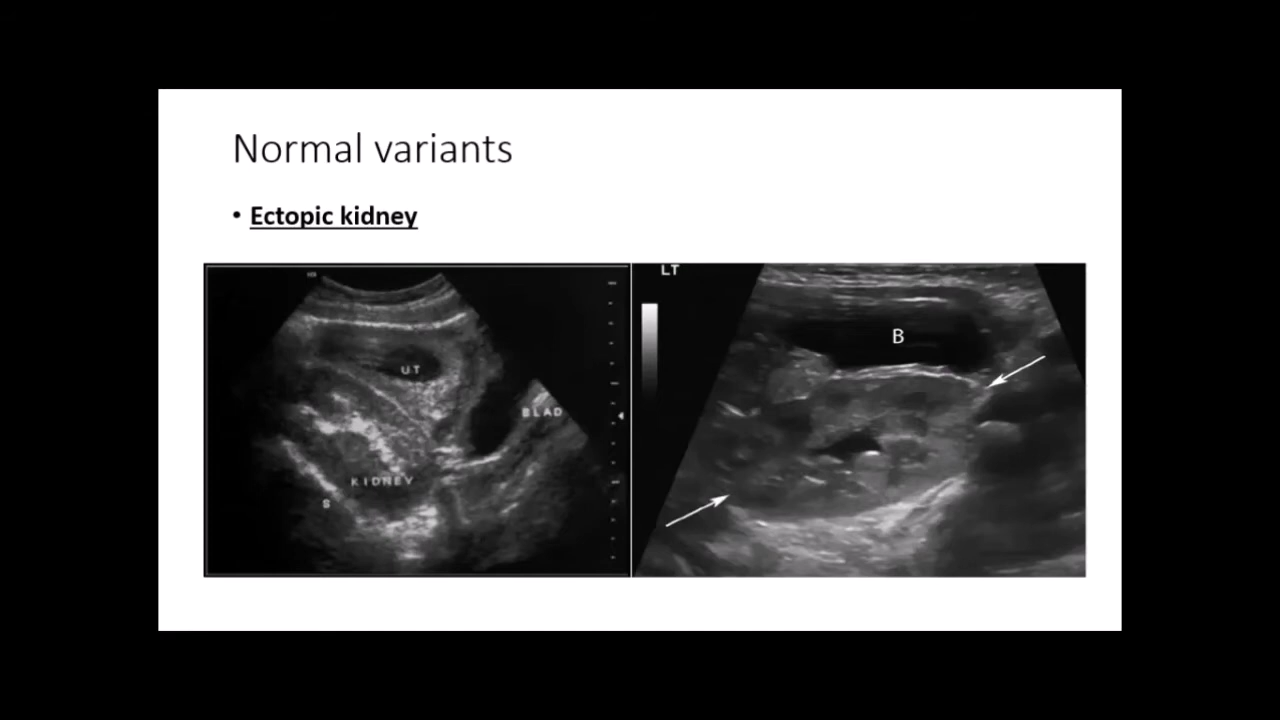 Normal variants
• Ectopic kidney
LT
UT
B
BLAD
KIDNEY
S